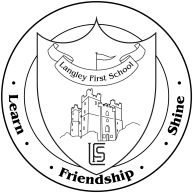 Langley First School
LFS
· Learn · Friendship · Shine ·